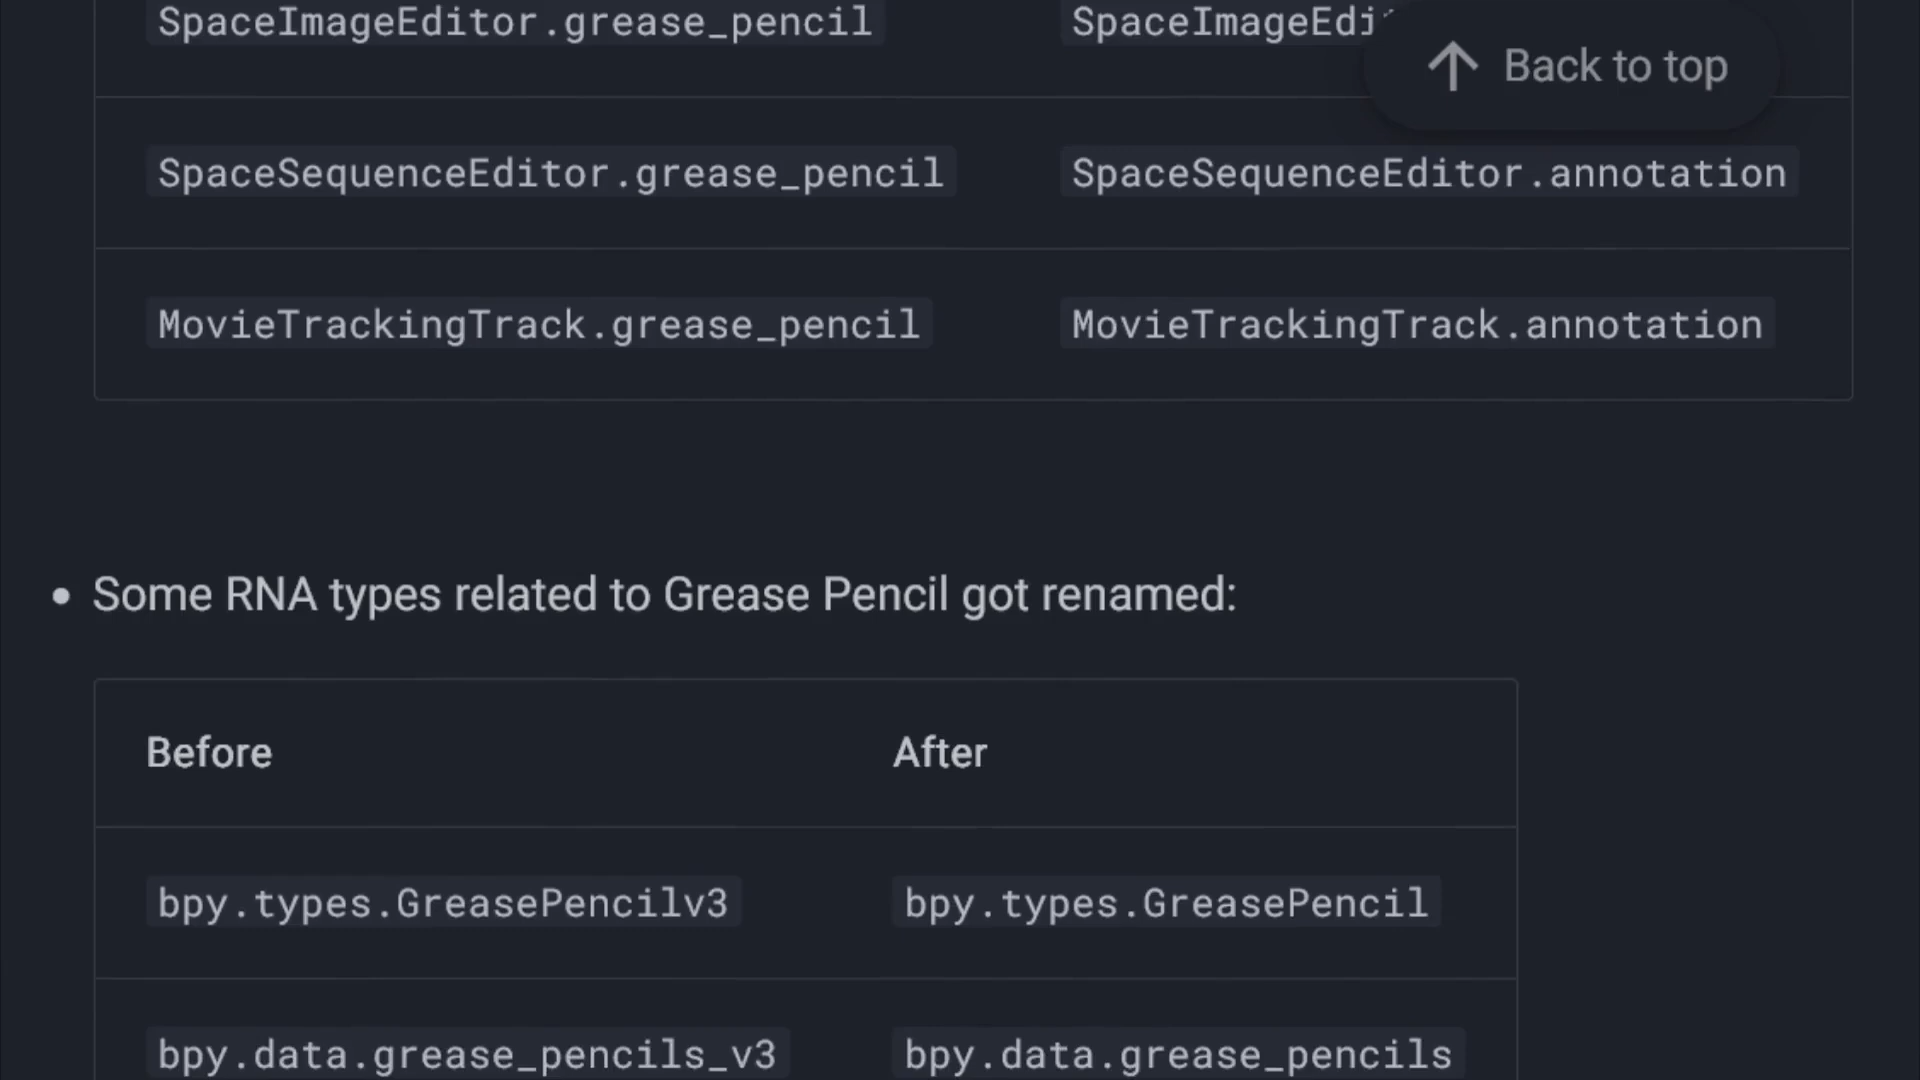 SpaceImageEditor.grease_pencil SpaceImageEdi
Back to top
SpaceSequenceEditor.grease_pencil SpaceSequenceEditor.annotation
MovieTrackingTrack.grease_pencil MovieTrackingTrack.annotation
• Some RNA types related to Grease Pencil got renamed:
Before After
bpy.types.GreasePencilv3 bpy.types.GreasePencil
bpy.data.grease_pencils_v3 bpy.data.grease_pencils